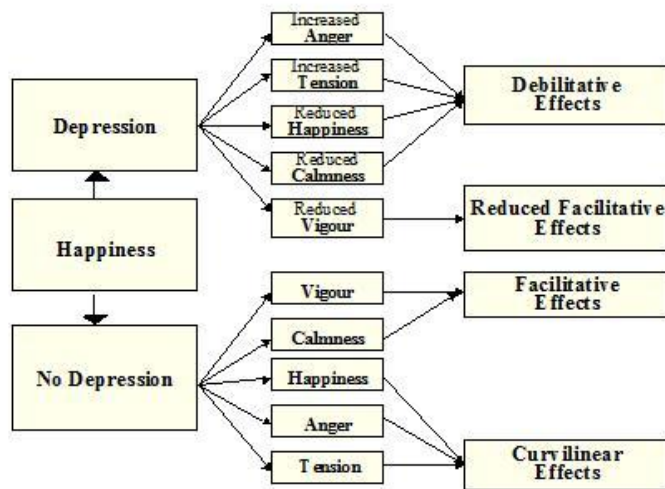 Depression
Happiness
No Depression
Increased
Anger
Increased
Tension
Reduced
Happiness
Reduced
Calmness
Reduced
Vigour
Vigour
Calmness
Happiness
Anger
Tension
Debilitative
Effects
Reduced Facilitative
Effects
Facilitative
Effects
Curvilinear
Effects